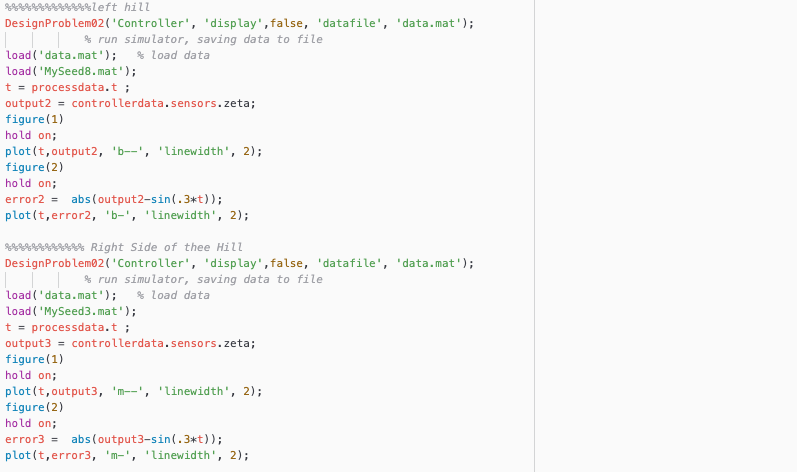 %%%%%%%%%%%%%left hill
DesignProblem02('Controller', 'display',false, 'datafile', 'data.mat');
% run simulator, saving data to file
load('data.mat');   % load data
load('MySeed8.mat');
t = processdata.t ;
output2 = controllerdata.sensors.zeta;
figure(1)
hold on;
plot(t,output2, 'b--', 'linewidth', 2);
figure(2)
hold on;
error2 =  abs(output2-sin(.3*t));
plot(t,error2, 'b-', 'linewidth', 2);
%%%%%%%%%%%% Right Side of thee Hill
DesignProblem02('Controller', 'display',false, 'datafile', 'data.mat');
% run simulator, saving data to file
load('data.mat');   % load data
load('MySeed3.mat');
t = processdata.t ;
output3 = controllerdata.sensors.zeta;
figure(1)
hold on;
plot(t,output3, 'm--', 'linewidth', 2);
figure(2)
hold on;
error3 =  abs(output3-sin(.3*t));
plot(t,error3, 'm-', 'linewidth', 2);